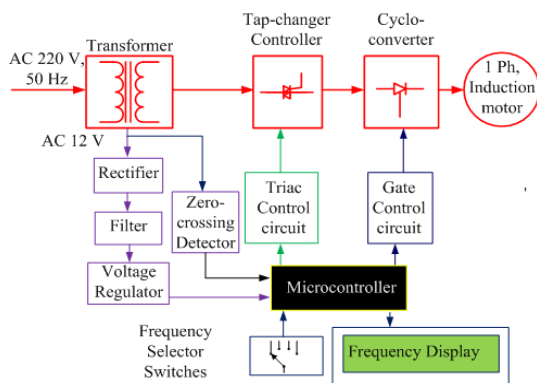 Transformer
Tap-changer
Controller
Cyclo-
converter
AC 220 V,
50 Hz
1 Ph,
Induction
motor
AC 12 V
Rectifier
Filter
Voltage
Regulator
Zero-
crossing
Detector
Triac
Control
circuit
Gate
Control
circuit
Microcontroller
Frequency
Selector
Switches
Frequency Display